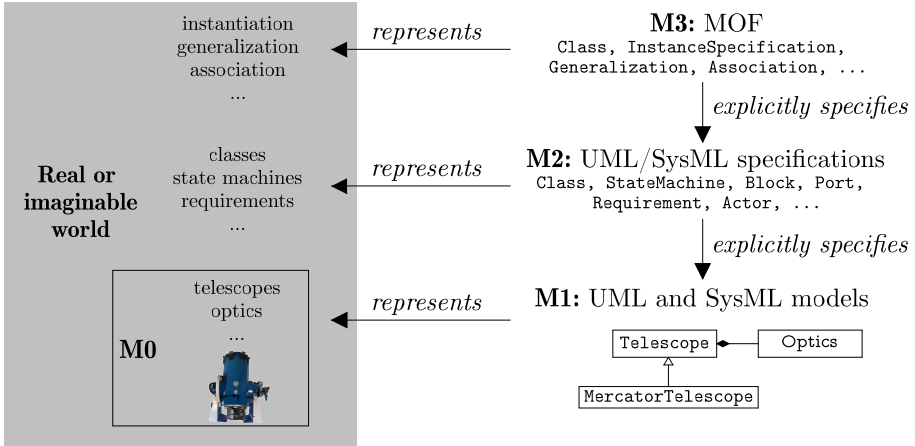 instantiation
generalization
association
...
represents
M3: MOF
Class, InstanceSpecification,
Generalization, Association, ...
explicitly specifies
Real or
imaginable
world
classes
state machines
requirements
...
represents
M2: UML/SysML specifications
Class, StateMachine, Block, Port,
Requirement, Actor, ...
explicitly specifies
M0
telescopes
optics
...
represents
M1: UML and SysML models
Telescope
Optics
MercatorTelescope